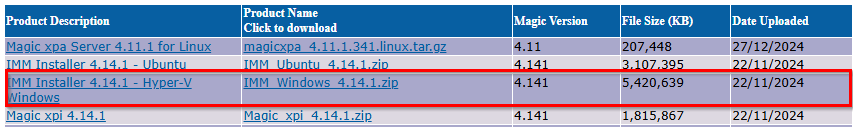 Product Description Product Name Click to download Magic Version File Size (KB) Date Uploaded
Magic xpa Server 4.11.1 for Linux magicxpa_4.11.1.341.linux.tar.gz 4.11 207,448 27/12/2024
IMM Installer 4.14.1 - Ubuntu IMM_Ubuntu_4.14.1.zip 4.141 3,107,395 22/11/2024
IMM Installer 4.14.1 - Hyper-V Windows IMM_Windows_4.14.1.zip 4.141 5,420,639 22/11/2024
Magic xpi 4.14.1 Magic_xpi_4.14.1.zip 4.141 1,815,867 22/11/2024